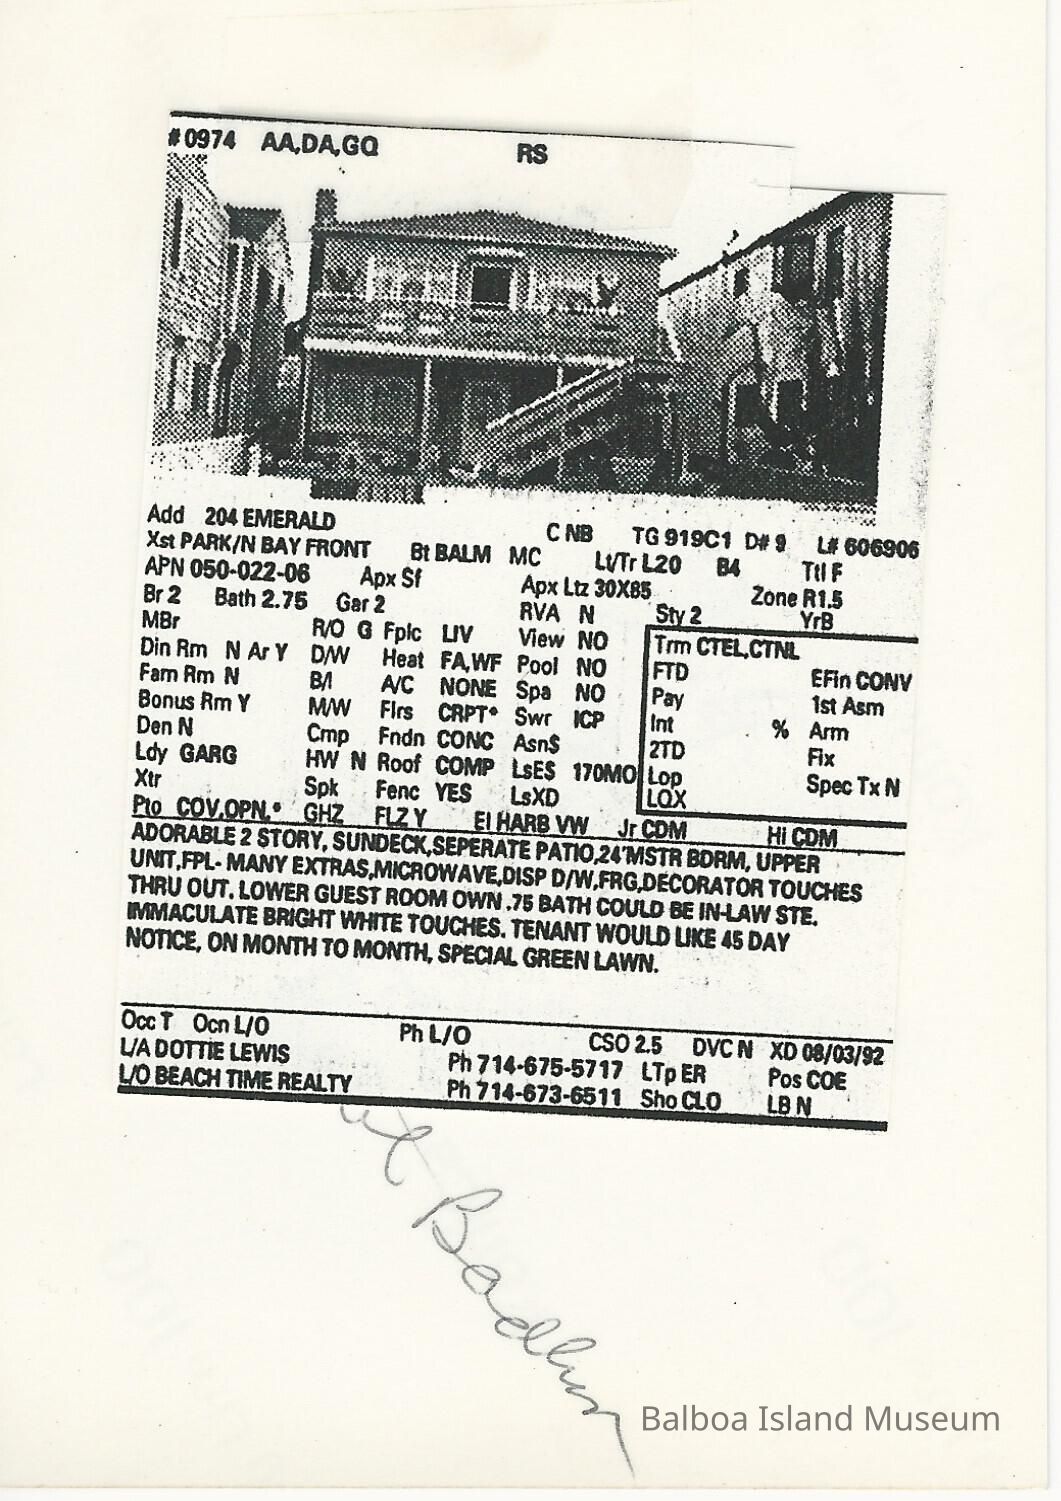 #0974 AA,DA,GQ RS
Add 204 EMERALD C NB TG 919C1 D# 9 L# 606906
Xst PARK/N BAY FRONT Bt BALM MC Lt/Tr L20 B4 Ttl F
APN 050-022-06 Apx Sf Apx Ltz 30X85 Zone R1.5
Br 2 Bath 2.75 Gar 2 RVA N Sty 2 YrB
MBr R/O G Fplc LIV View NO Trm CTEL,CTNL
Din Rm N Ar Y D/W Heat FA,WF Pool NO FTD EFin CONV
Fam Rm N B/I A/C NONE Spa NO Pay 1st Asm
Bonus Rm Y M/W Flrs CRPT* Swr ICP Int % Arm
Den N Cmp Fndn CONC Asn$ 2TD Fix
Ldy GARG HW N Roof COMP LsE$ 170MO Lop Spec Tx N
Xtr Spk Fenc YES LsXD LQX
Pto COV,OPN,* GHZ FLZ Y El HARB VW Jr CDM Hi CDM
ADORABLE 2 STORY, SUNDECK,SEPERATE PATIO,24'MSTR BDRM, UPPER
UNIT,FPL- MANY EXTRAS,MICROWAVE,DISP D/W,FRG,DECORATOR TOUCHES
THRU OUT. LOWER GUEST ROOM OWN .75 BATH COULD BE IN-LAW STE.
IMMACULATE BRIGHT WHITE TOUCHES. TENANT WOULD LIKE 45 DAY
NOTICE, ON MONTH TO MONTH, SPECIAL GREEN LAWN.
Occ T Ocn L/O Ph L/O CSO 2.5 DVC N XD 08/03/92
L/A DOTTIE LEWIS Ph 714-675-5717 LTp ER Pos COE
L/O BEACH TIME REALTY Ph 714-673-6511 Sho CLO LB N
Balboa Island Museum